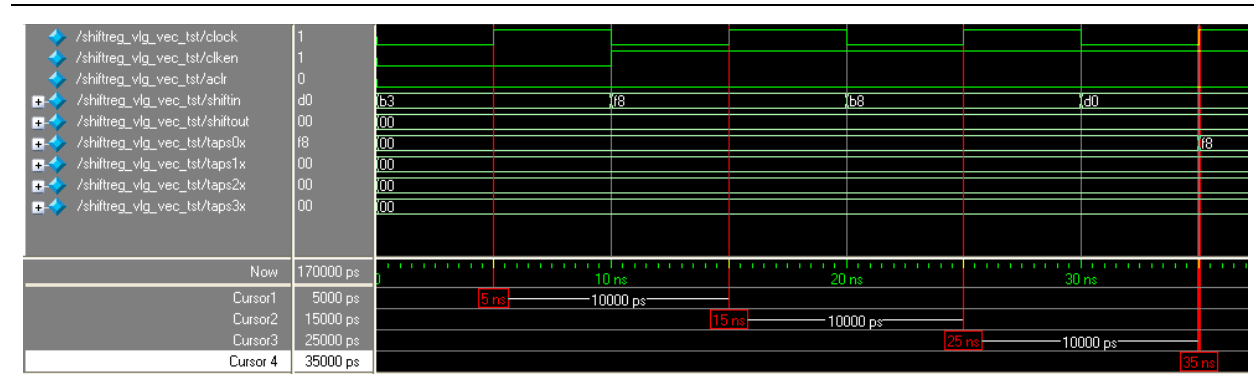 /shiftreg_vlg_vec_tst/clock 1
/shiftreg_vlg_vec_tst/clken 1
/shiftreg_vlg_vec_tst/aclr 0
/shiftreg_vlg_vec_tst/shiftin d0 b3 f8 b8 d0
/shiftreg_vlg_vec_tst/shiftout 00 00
/shiftreg_vlg_vec_tst/taps0x f8 00 f8
/shiftreg_vlg_vec_tst/taps1x 00 00
/shiftreg_vlg_vec_tst/taps2x 00 00
/shiftreg_vlg_vec_tst/taps3x 00 00
Now 170000 ps 0 10 ns 20 ns 30 ns
Cursor1 5000 ps 5 ns 10000 ps
Cursor2 15000 ps 15 ns 10000 ps
Cursor3 25000 ps 25 ns 10000 ps
Cursor 4 35000 ps 35 ns